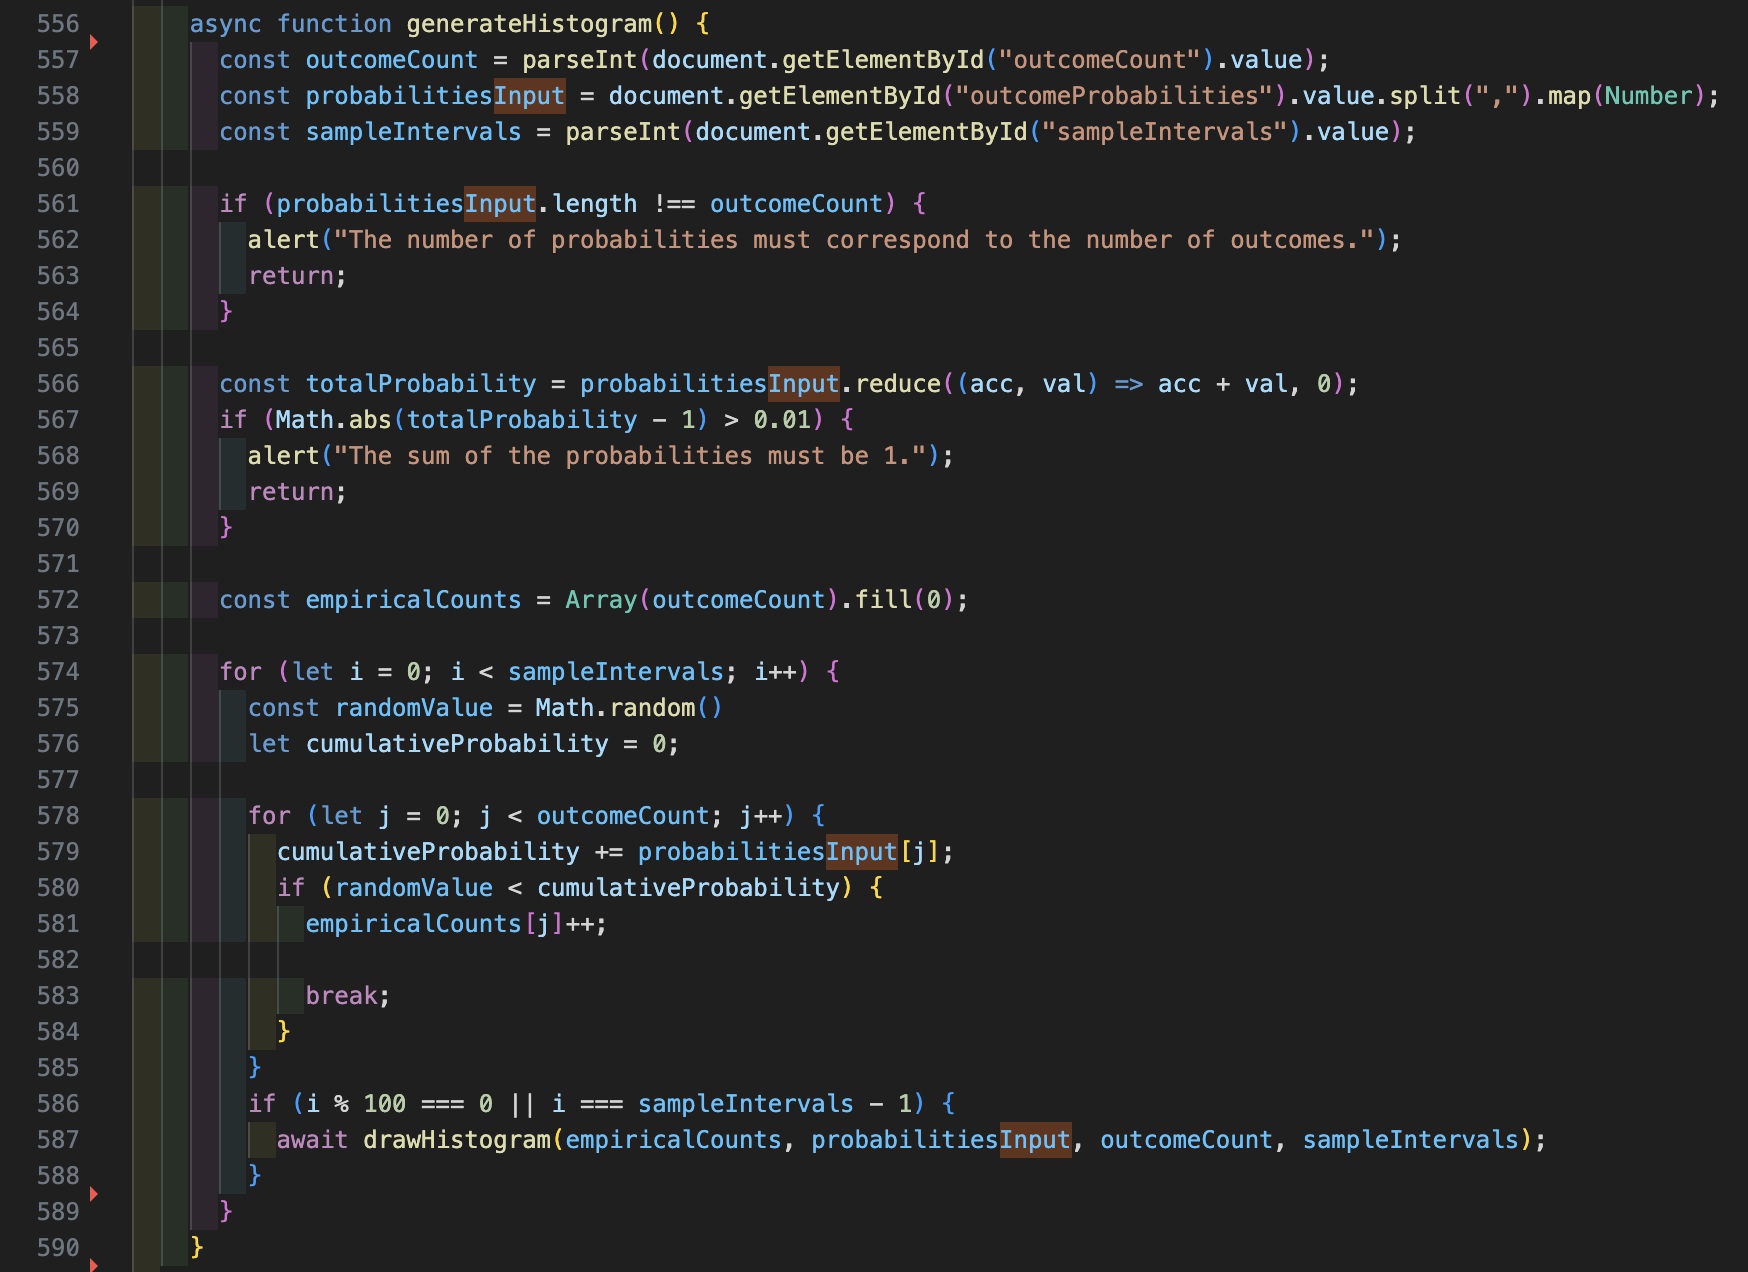 556 async function generateHistogram() {
557 const outcomeCount = parseInt(document.getElementById("outcomeCount").value);
558 const probabilitiesInput = document.getElementById("outcomeProbabilities").value.split(",").map(Number);
559 const sampleIntervals = parseInt(document.getElementById("sampleIntervals").value);
560
561 if (probabilitiesInput.length !== outcomeCount) {
562 alert("The number of probabilities must correspond to the number of outcomes.");
563 return;
564 }
565
566 const totalProbability = probabilitiesInput.reduce((acc, val) => acc + val, 0);
567 if (Math.abs(totalProbability - 1) > 0.01) {
568 alert("The sum of the probabilities must be 1.");
569 return;
570 }
571
572 const empiricalCounts = Array(outcomeCount).fill(0);
573
574 for (let i = 0; i < sampleIntervals; i++) {
575 const randomValue = Math.random()
576 let cumulativeProbability = 0;
577
578 for (let j = 0; j < outcomeCount; j++) {
579 cumulativeProbability += probabilitiesInput[j];
580 if (randomValue < cumulativeProbability) {
581 empiricalCounts[j]++;
582
583 break;
584 }
585 }
586 if (i % 100 === 0 || i === sampleIntervals - 1) {
587 await drawHistogram(empiricalCounts, probabilitiesInput, outcomeCount, sampleIntervals);
588 }
589 }
590 }